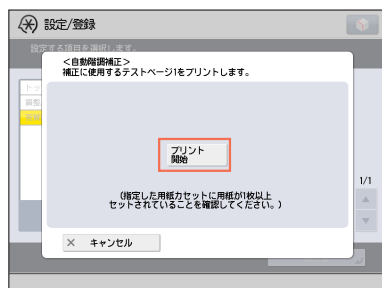 設定/登録
設定する項目を選択します。
<自動階調補正>
補正に使用するテストページ1をプリントします。
プリント
開始
1/1
(指定した用紙カセットに用紙が1枚以上
セットされていることを確認してください。)
× キャンセル